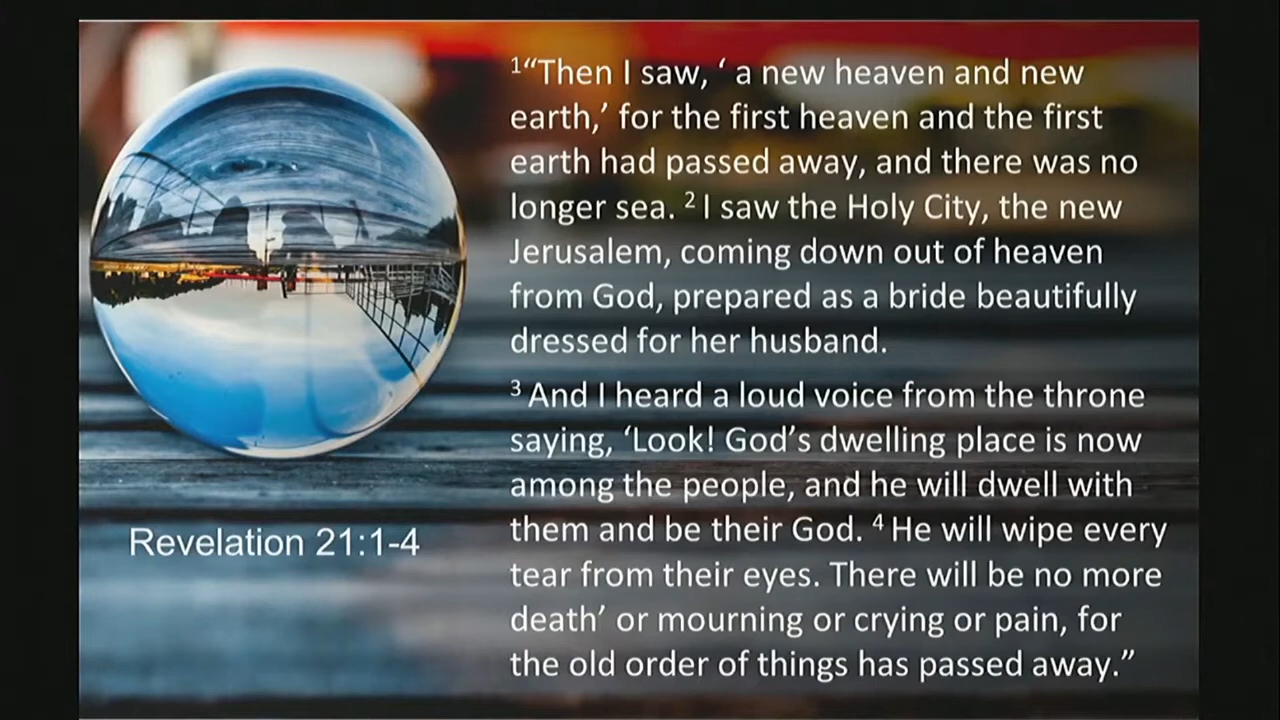 ¹“Then I saw, ‘ a new heaven and new
earth,’ for the first heaven and the first
earth had passed away, and there was no
longer sea. ² I saw the Holy City, the new
Jerusalem, coming down out of heaven
from God, prepared as a bride beautifully
dressed for her husband.
³ And I heard a loud voice from the throne
saying, ‘Look! God’s dwelling place is now
among the people, and he will dwell with
them and be their God. ⁴ He will wipe every
tear from their eyes. There will be no more
death’ or mourning or crying or pain, for
the old order of things has passed away.”
Revelation 21:1-4